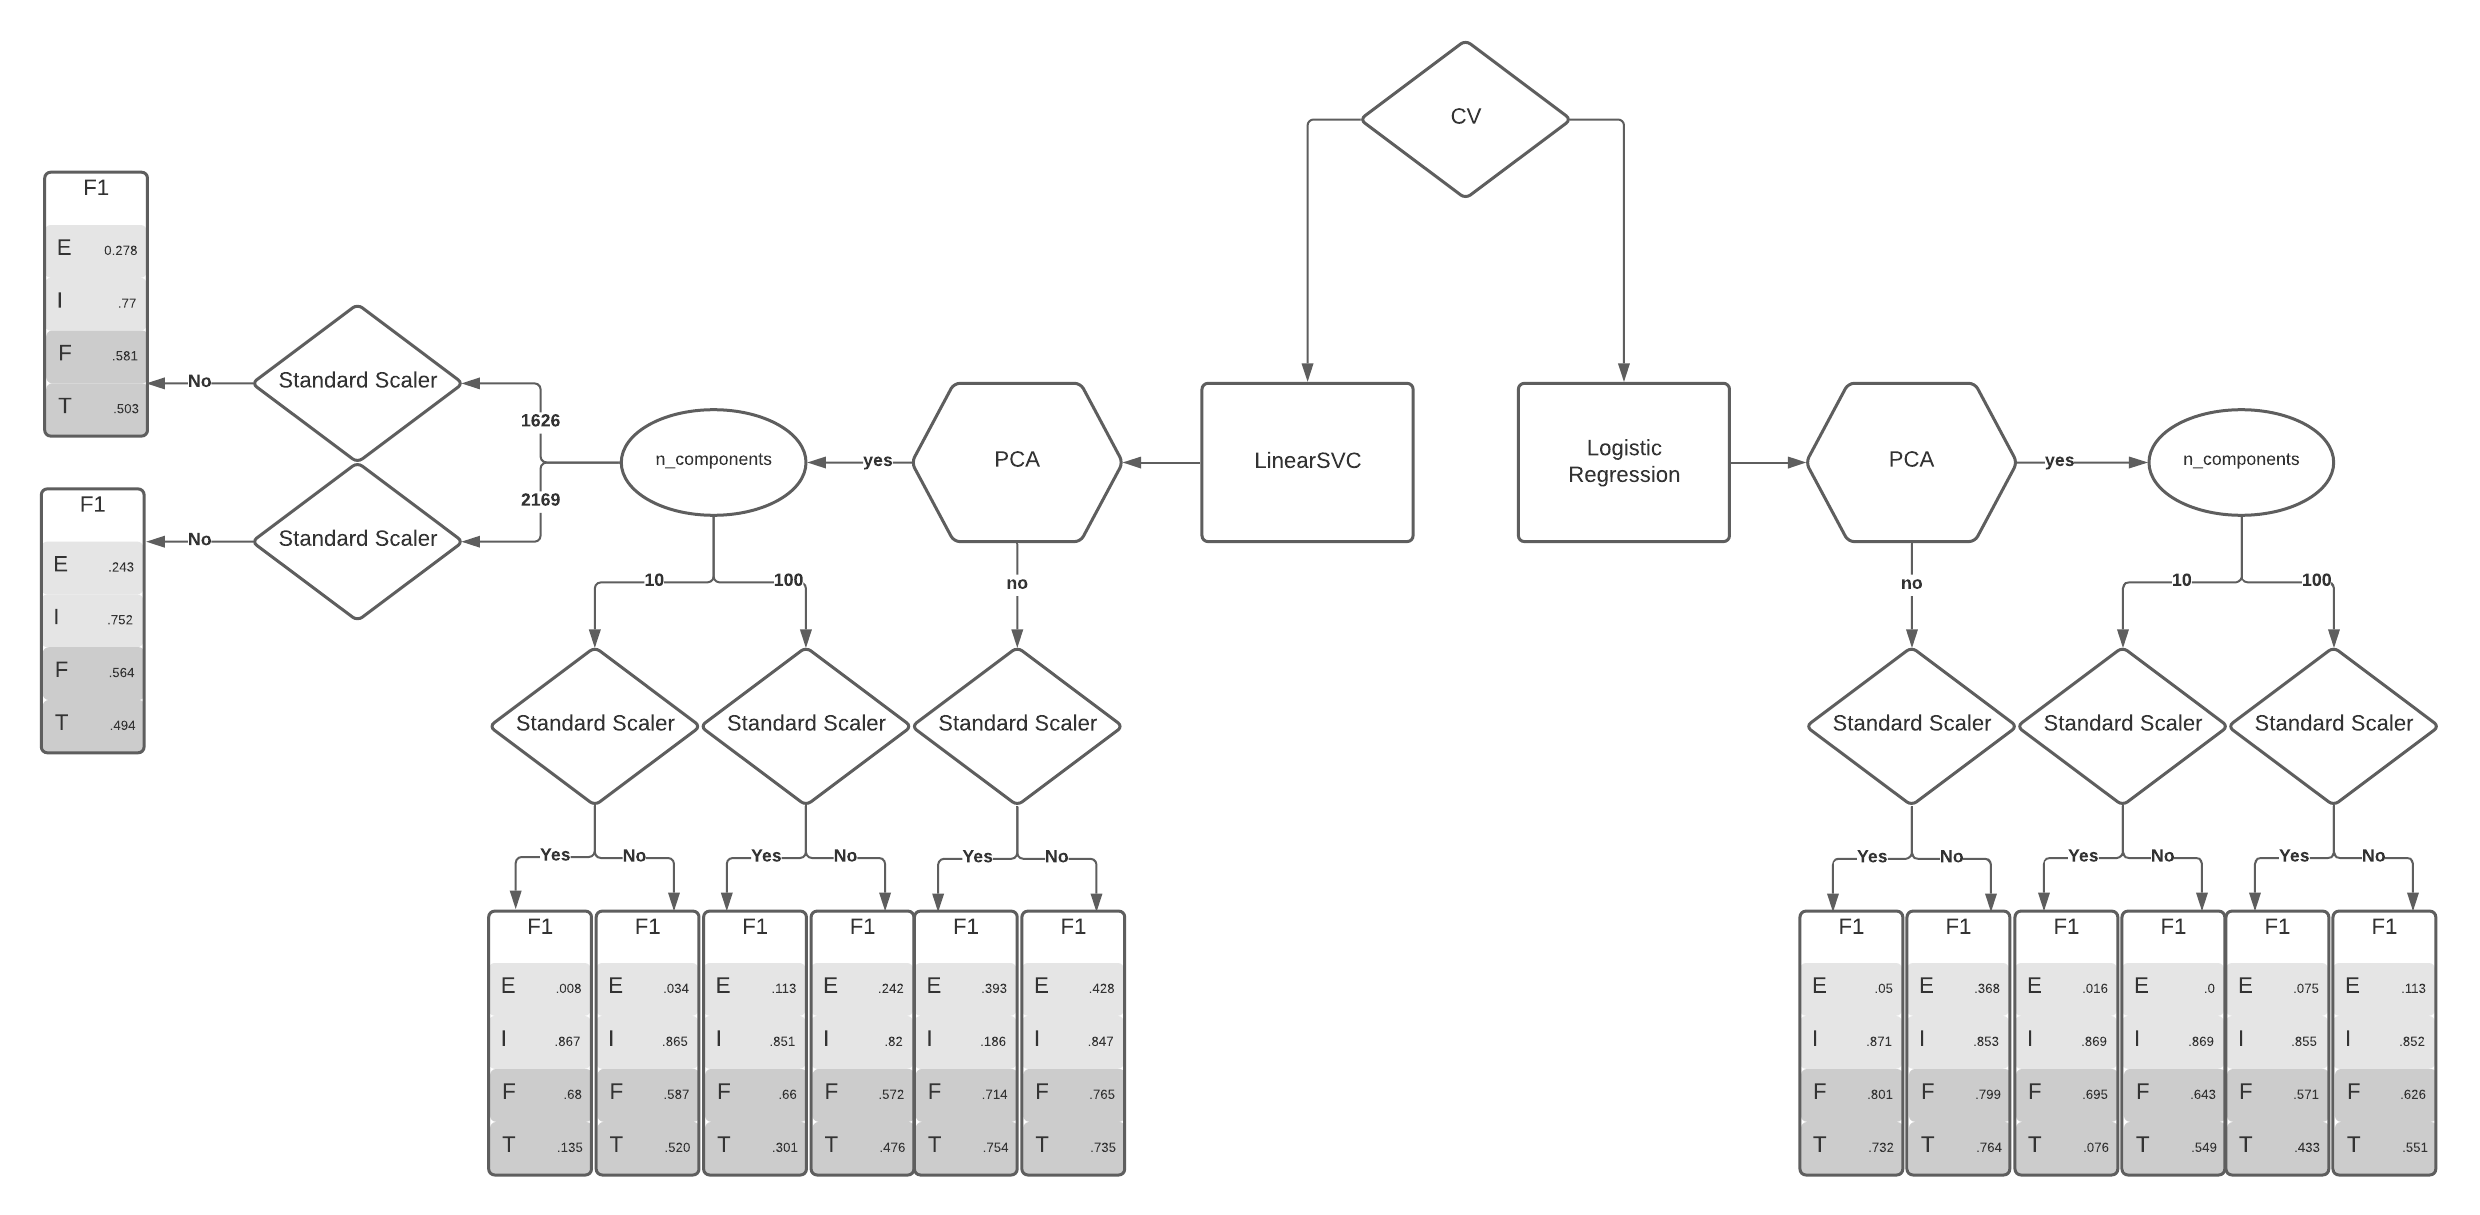 CV
F1
E 0.278
I .77
F .581
T .503
No
Standard Scaler
1626
n_components
yes
PCA
LinearSVC
Logistic
Regression
PCA
yes
n_components
2169
F1
E .243
I .752
F .564
T .494
No
Standard Scaler
10
100
no
no
10
100
Standard Scaler
Standard Scaler
Standard Scaler
Standard Scaler
Standard Scaler
Standard Scaler
Yes
No
Yes
No
Yes
No
Yes
No
Yes
No
Yes
No
F1
E .008
I .867
F .68
T .135
F1
E .034
I .865
F .587
T .520
F1
E .113
I .851
F .66
T .301
F1
E .242
I .82
F .572
T .476
F1
E .393
I .186
F .714
T .754
F1
E .428
I .847
F .765
T .735
F1
E .05
I .871
F .801
T .732
F1
E .368
I .853
F .799
T .764
F1
E .016
I .869
F .695
T .076
F1
E .0
I .869
F .643
T .549
F1
E .075
I .855
F .571
T .433
F1
E .113
I .852
F .626
T .551